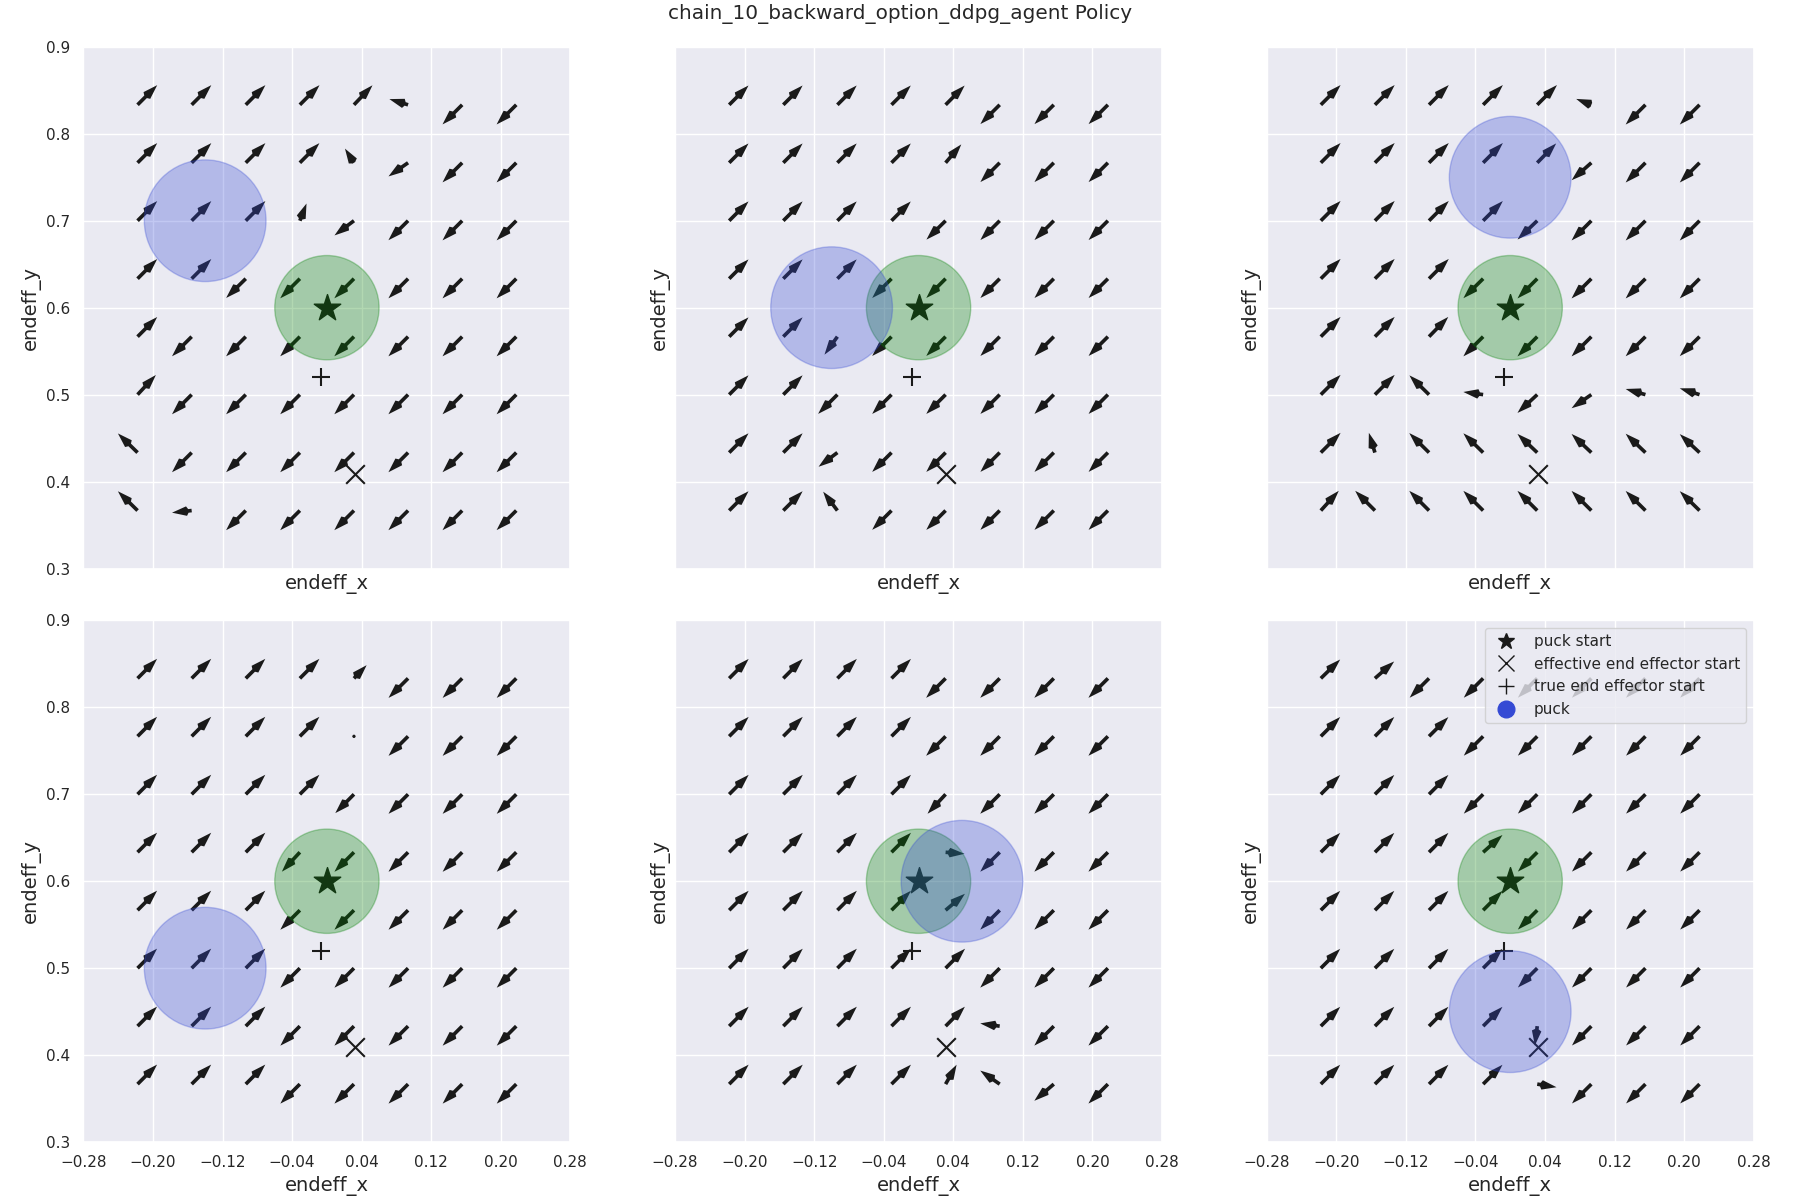 chain_10_backward_option_ddpg_agent Policy
0.9
0.8
0.7
0.6
0.5
0.4
0.3
endeff_y
endeff_x
endeff_y
endeff_x
endeff_y
endeff_x
0.9
0.8
0.7
0.6
0.5
0.4
0.3
endeff_y
−0.28 −0.20 −0.12 −0.04 0.04 0.12 0.20 0.28
endeff_x
endeff_y
−0.28 −0.20 −0.12 −0.04 0.04 0.12 0.20 0.28
endeff_x
endeff_y
puck start
effective end effector start
true end effector start
puck
−0.28 −0.20 −0.12 −0.04 0.04 0.12 0.20 0.28
endeff_x